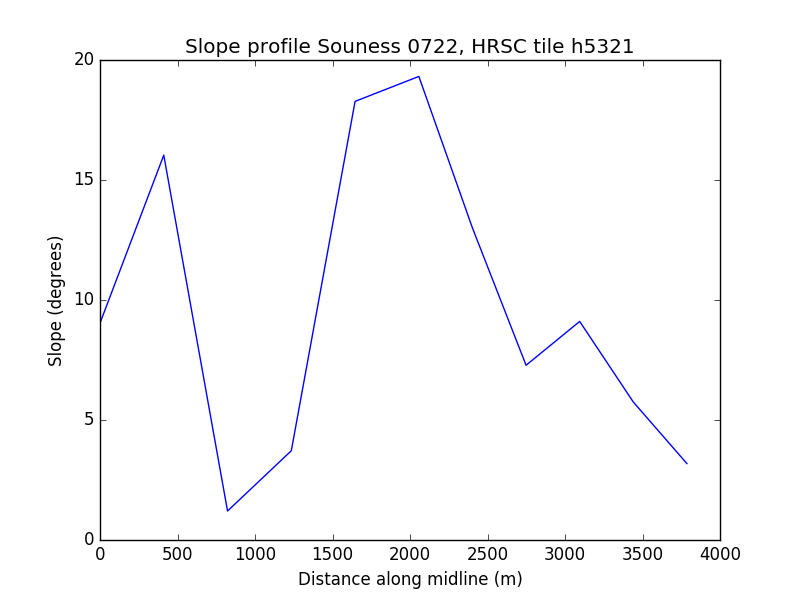 Slope profile Souness 0722, HRSC tile h5321
20
15
10
5
0
Slope (degrees)
0 500 1000 1500 2000 2500 3000 3500 4000
Distance along midline (m)